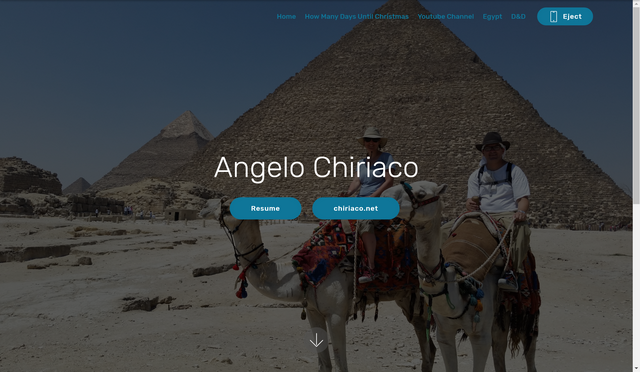 Home How Many Days Until Christmas Youtube Channel Egypt D&D Eject
Angelo Chiriaco
Resume chiriaco.net